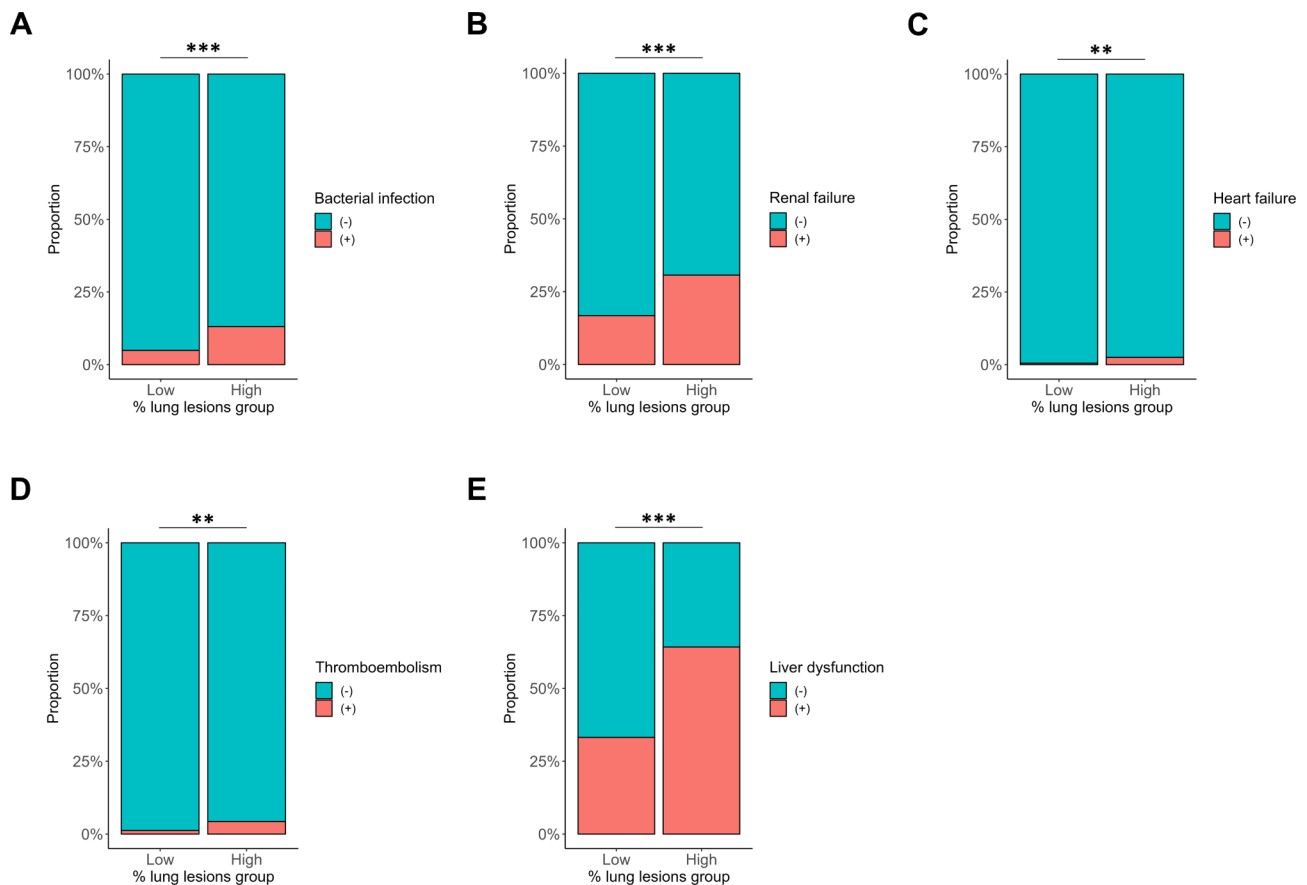 A
***
100%
75%
50%
25%
0%
Proportion
Low High
% lung lesions group
Bacterial infection
(-)
(+)
B
***
100%
75%
50%
25%
0%
Proportion
Low High
% lung lesions group
Renal failure
(-)
(+)
C
**
100%
75%
50%
25%
0%
Proportion
Low High
% lung lesions group
Heart failure
(-)
(+)
D
**
100%
75%
50%
25%
0%
Proportion
Low High
% lung lesions group
Thromboembolism
(-)
(+)
E
***
100%
75%
50%
25%
0%
Proportion
Low High
% lung lesions group
Liver dysfunction
(-)
(+)